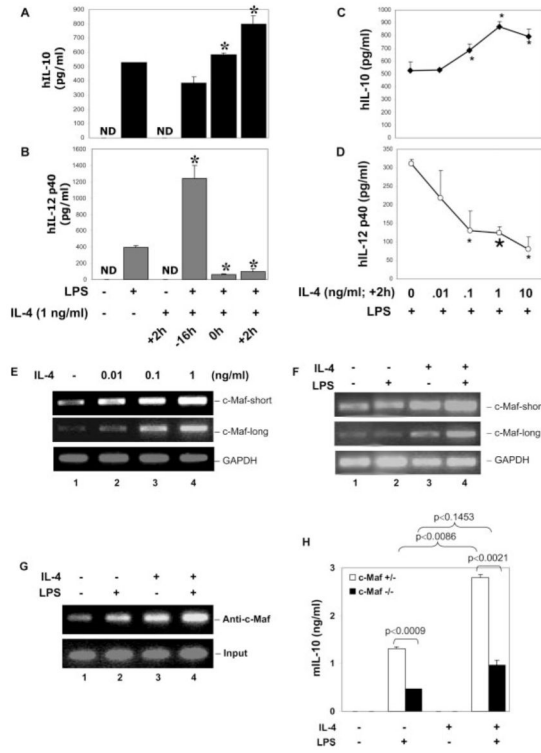 A
hIL-10
(pg/ml)
900
800
700
600
500
400
300
200
100
0
ND
ND
*
*
B
hIL-12 p40
(pg/ml)
1400
1200
1000
800
600
400
200
0
ND
ND
*
*
*
LPS - + - + + +
IL-4 (1 ng/ml) - - + + + +
+2h -16h 0h +2h
C
hIL-10 (pg/ml)
1000
900
800
700
600
500
400
300
200
100
0
*
*
*
D
hIL-12 p40 (pg/ml)
350
300
250
200
150
100
50
0
*
*
*
IL-4 (ng/ml; +2h) 0 .01 .1 1 10
LPS + + + + +
E
IL-4 - 0.01 0.1 1 (ng/ml)
c-Maf-short
c-Maf-long
GAPDH
1 2 3 4
F
IL-4 - - + +
LPS - + - +
c-Maf-short
c-Maf-long
GAPDH
1 2 3 4
G
IL-4 - - + +
LPS - + - +
Anti-c-Maf
Input
1 2 3 4
H
p<0.1453
p<0.0086
p<0.0021
p<0.0009
c-Maf +/-
c-Maf -/-
mIL-10 (ng/ml)
3
2
1
0
IL-4 - - + +
LPS - + - +